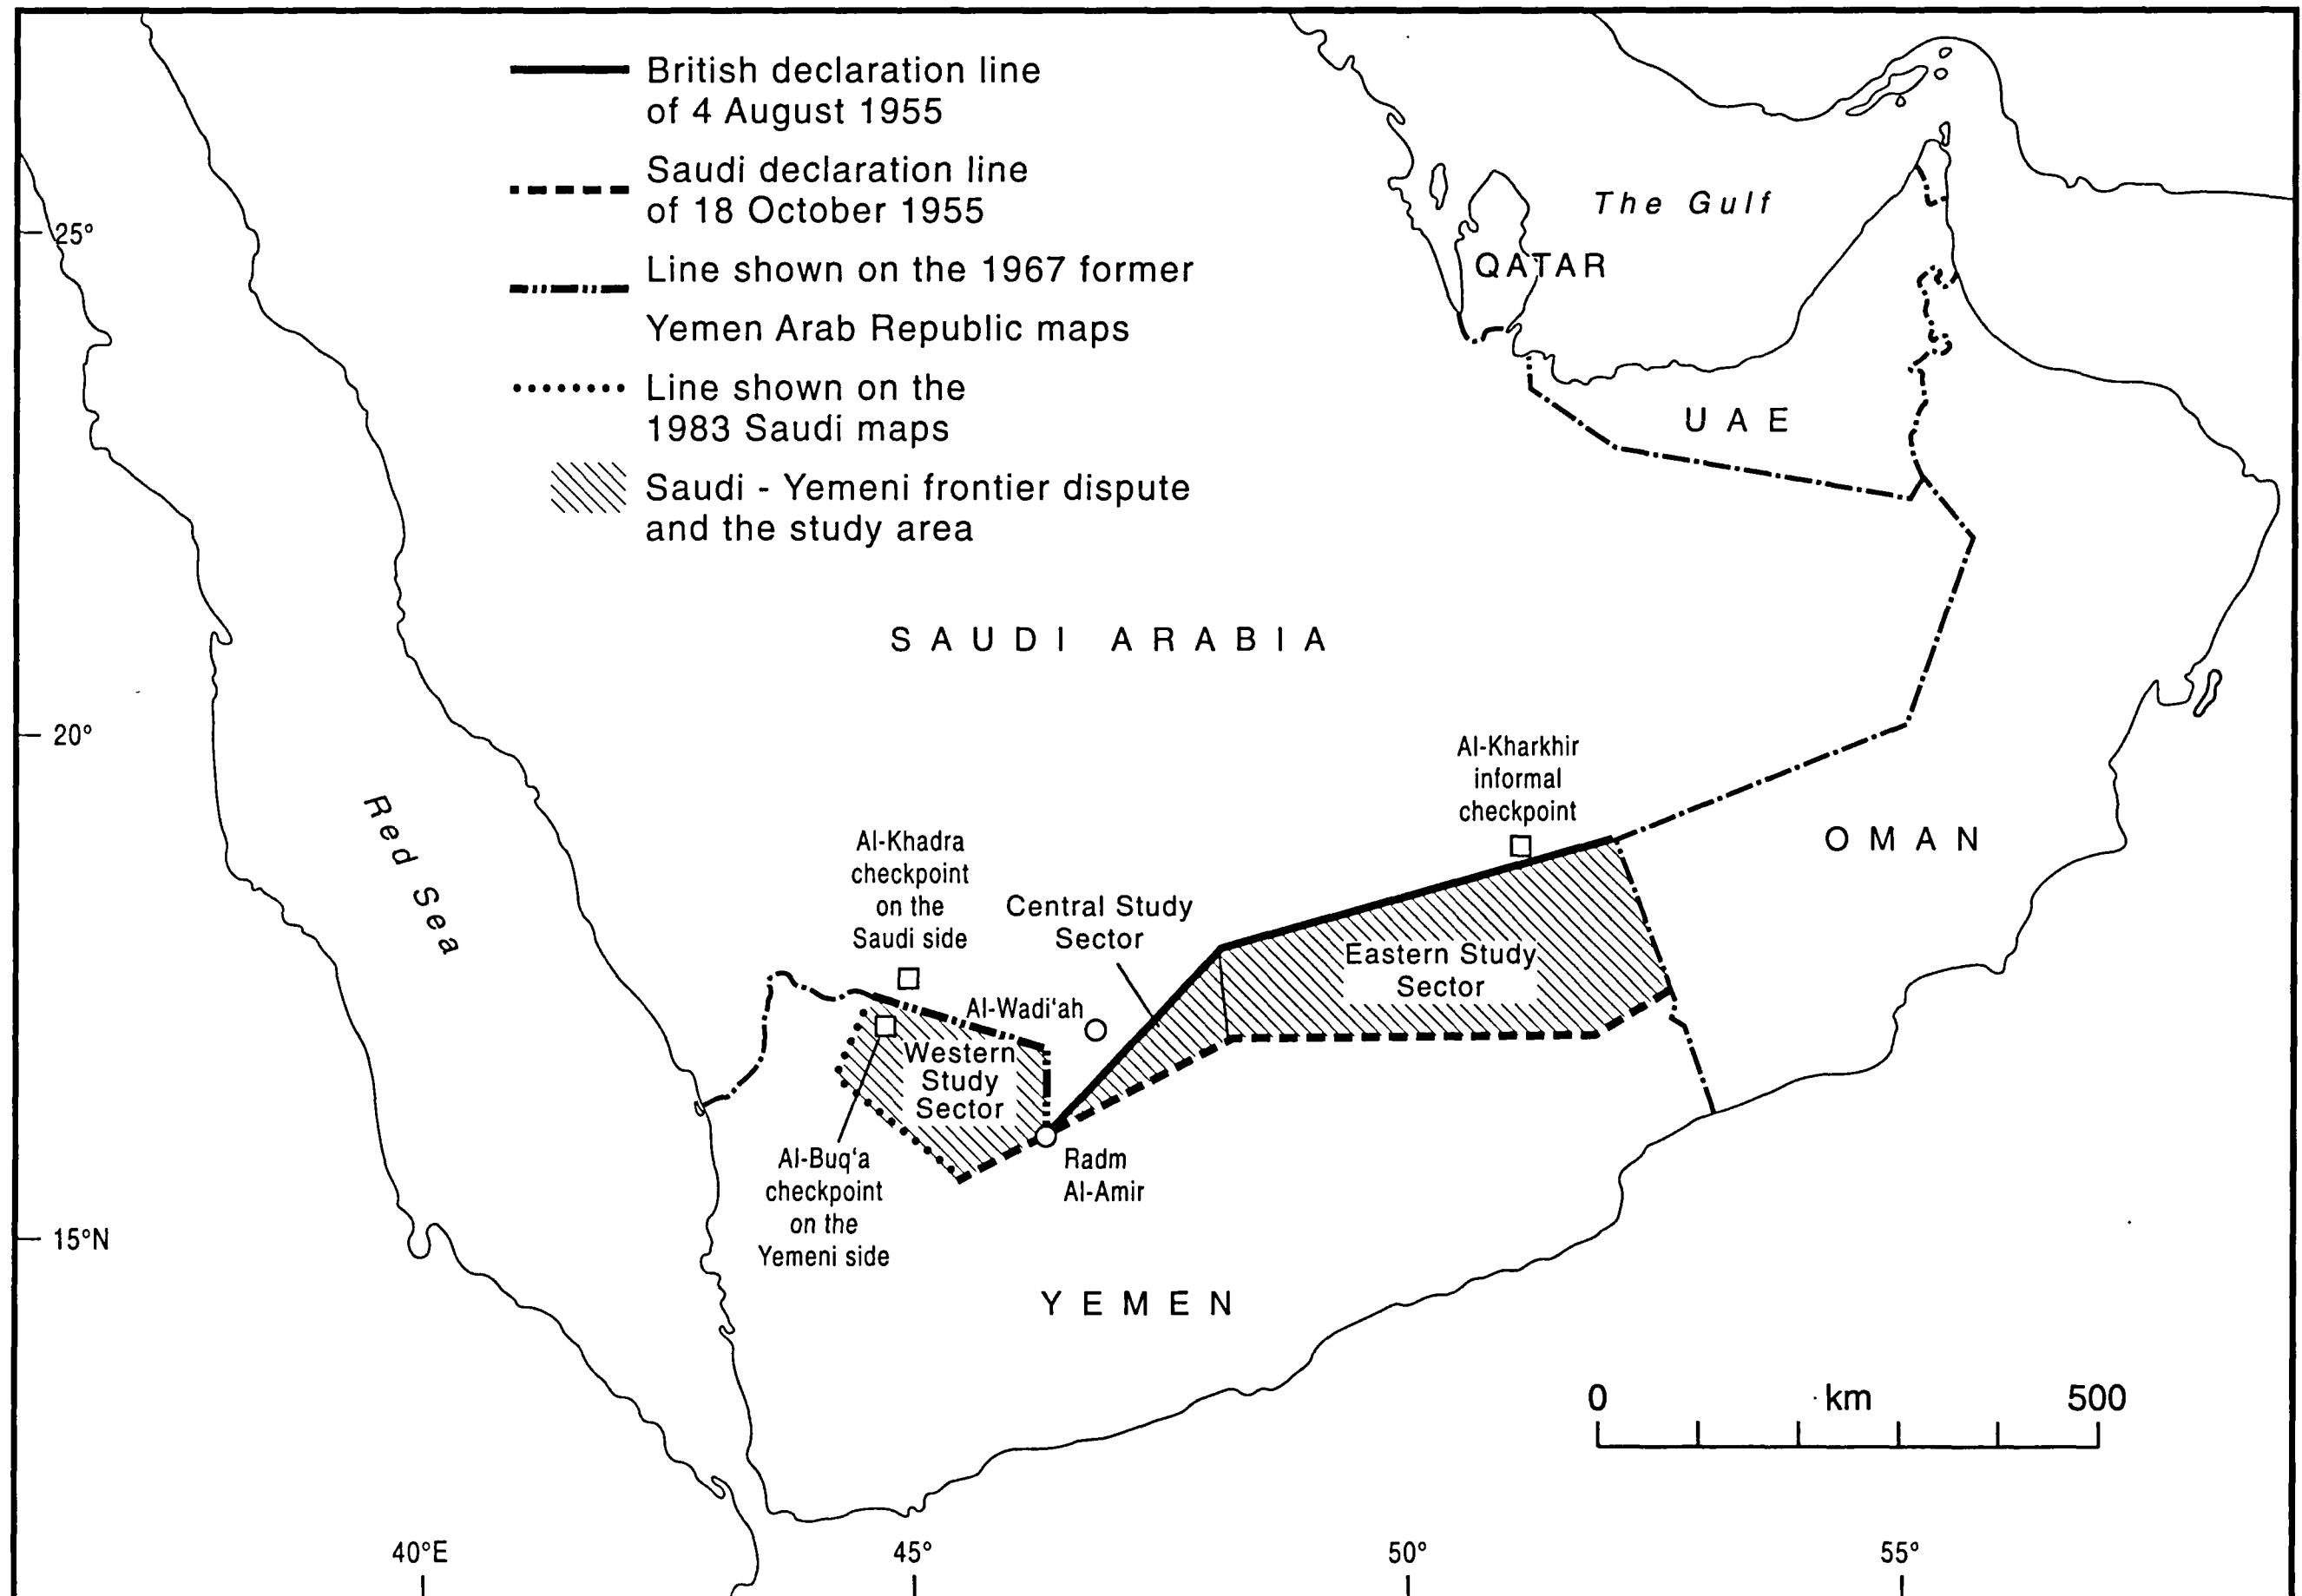 British declaration line
of 4 August 1955
Saudi declaration line
of 18 October 1955
Line shown on the 1967 former
Yemen Arab Republic maps
Line shown on the
1983 Saudi maps
Saudi - Yemeni frontier dispute
and the study area
The Gulf
QATAR
UAE
25°
SAUDI ARABIA
20°
Red Sea
Al-Kharkhir
informal
checkpoint
OMAN
Al-Khadra
checkpoint
on the
Saudi side
Central Study
Sector
Eastern Study
Sector
Al-Wadi‘ah
Western
Study
Sector
Al-Buq‘a
checkpoint
on the
Yemeni side
Radm
Al-Amir
15°N
YEMEN
0 km 500
40°E 45° 50° 55°